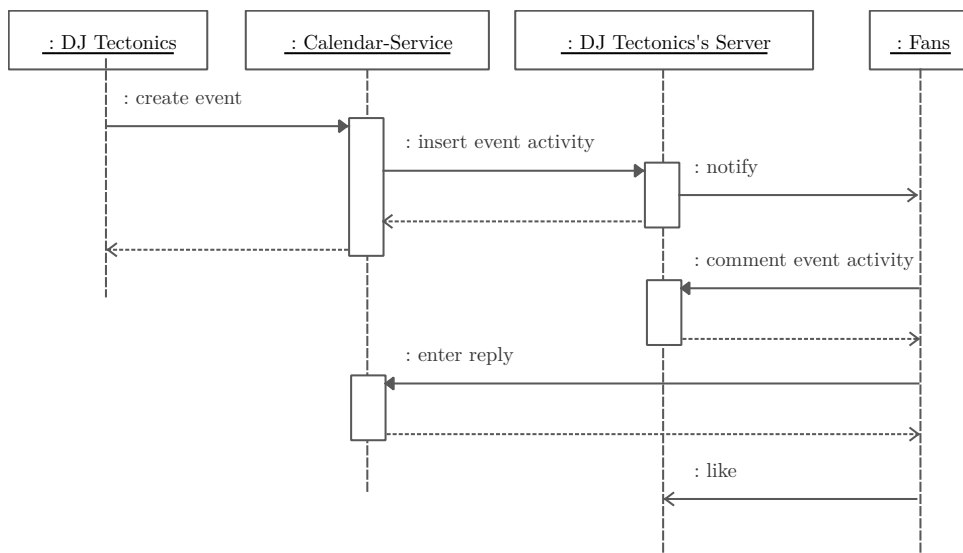 : DJ Tectonics
: Calendar-Service
: DJ Tectonics's Server
: Fans
: create event
: insert event activity
: notify
: comment event activity
: enter reply
: like